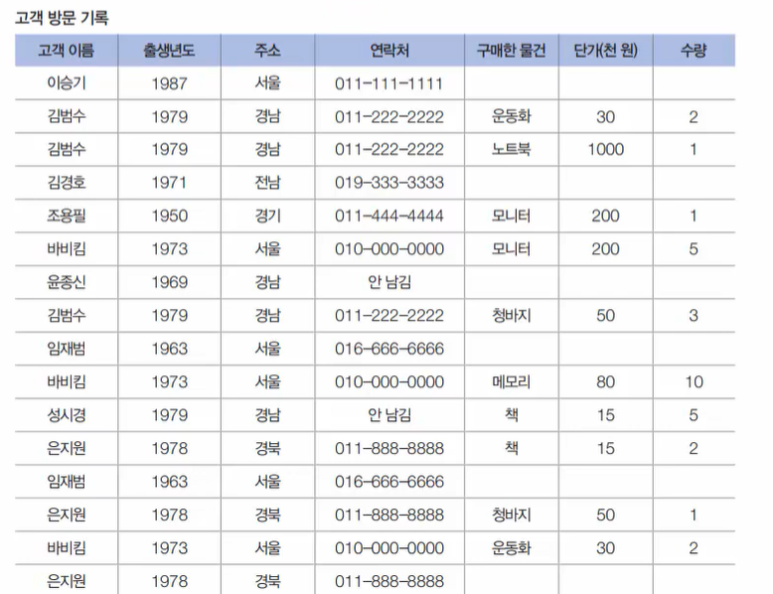 고객 방문 기록
고객 이름 출생년도 주소 연락처 구매한 물건 단가(천 원) 수량
이승기 1987 서울 011-111-1111
김범수 1979 경남 011-222-2222 운동화 30 2
김범수 1979 경남 011-222-2222 노트북 1000 1
김경호 1971 전남 019-333-3333
조용필 1950 경기 011-444-4444 모니터 200 1
바비킴 1973 서울 010-000-0000 모니터 200 5
윤종신 1969 경남 안 남김
김범수 1979 경남 011-222-2222 청바지 50 3
임재범 1963 서울 016-666-6666
바비킴 1973 서울 010-000-0000 메모리 80 10
성시경 1979 경남 안 남김 책 15 5
은지원 1978 경북 011-888-8888 책 15 2
임재범 1963 서울 016-666-6666
은지원 1978 경북 011-888-8888 청바지 50 1
바비킴 1973 서울 010-000-0000 운동화 30 2
은지원 1978 경북 011-888-8888